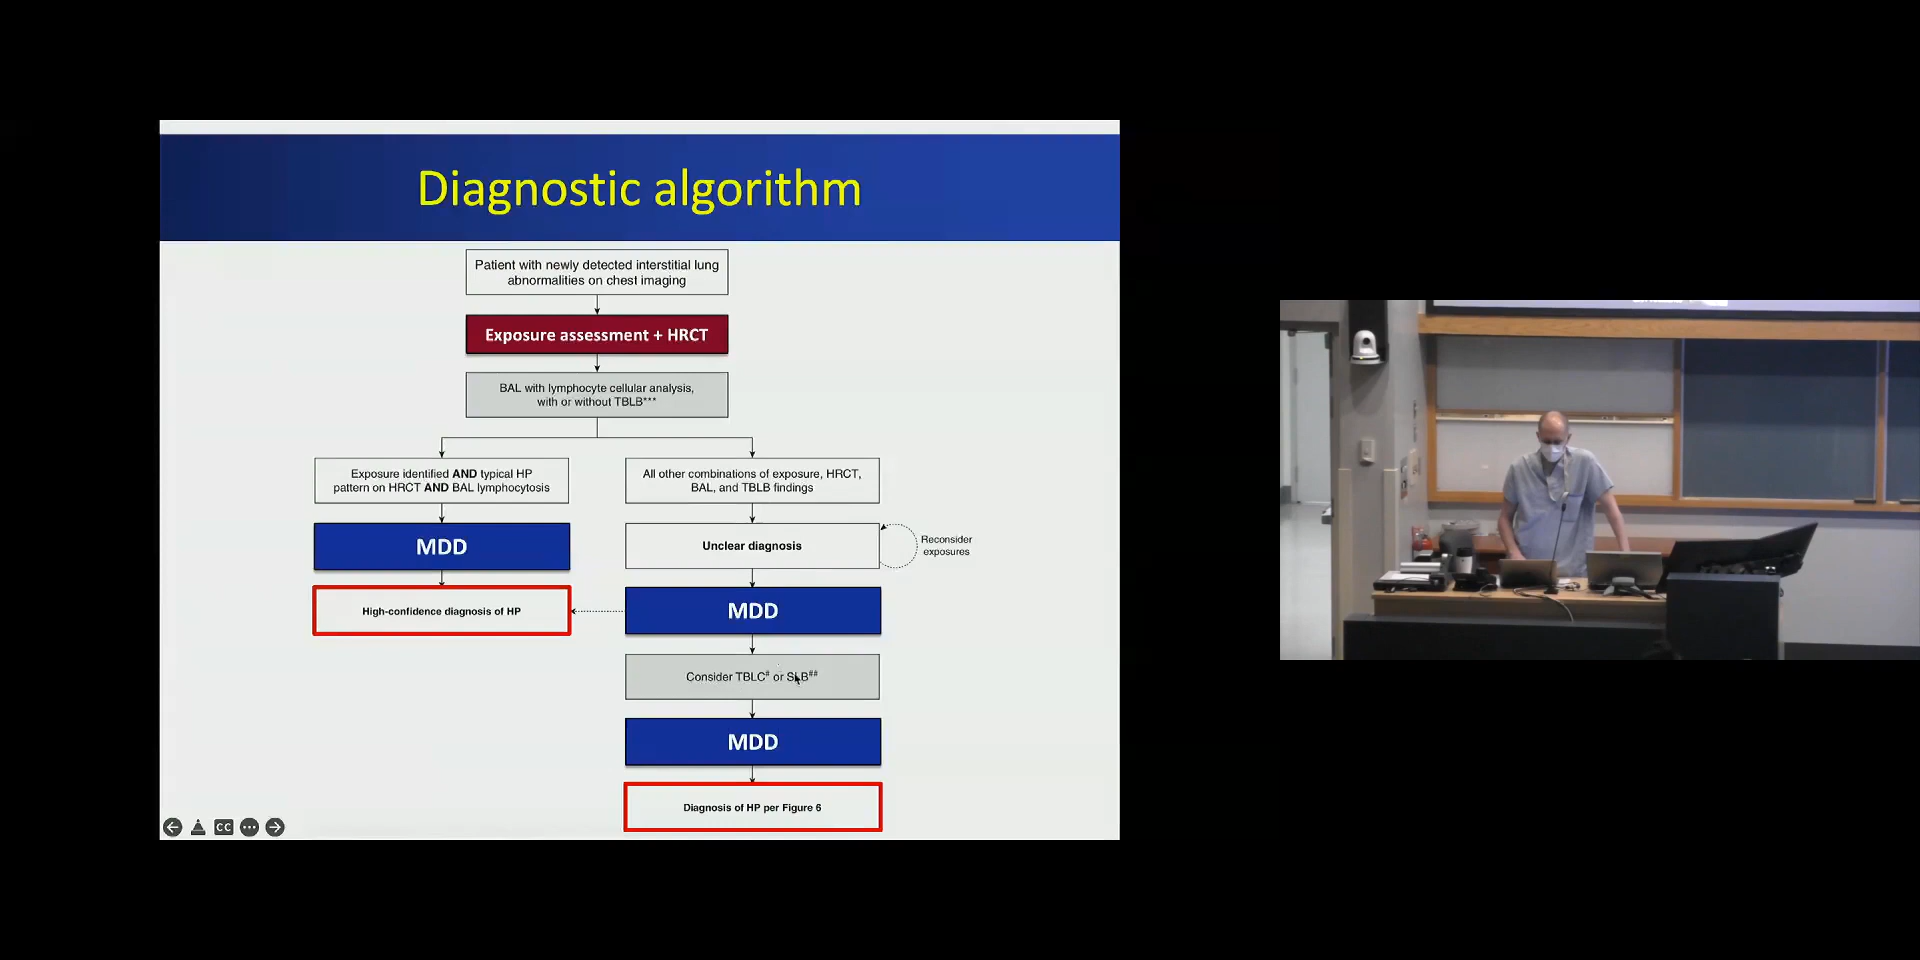 Diagnostic algorithm
Patient with newly detected interstitial lung
abnormalities on chest imaging
Exposure assessment + HRCT
BAL with lymphocyte cellular analysis,
with or without TBLB***
Exposure identified AND typical HP
pattern on HRCT AND BAL lymphocytosis
All other combinations of exposure, HRCT,
BAL, and TBLB findings
MDD
Unclear diagnosis
Reconsider
exposures
High-confidence diagnosis of HP
MDD
Consider TBLC# or SLB##
MDD
Diagnosis of HP per Figure 6
CC